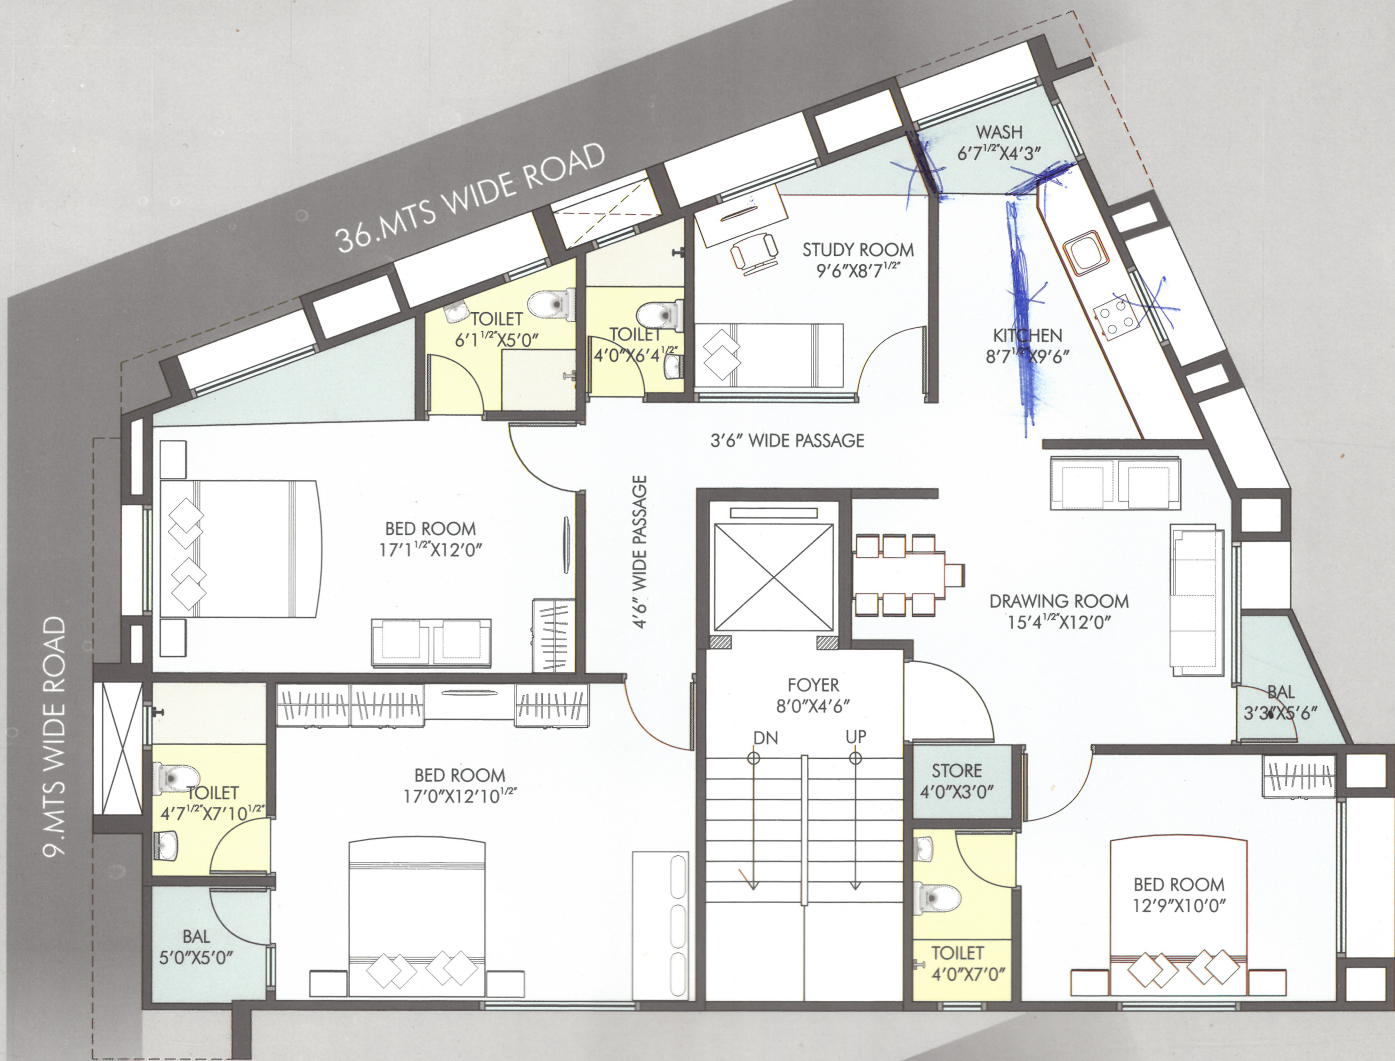 36.MTS WIDE ROAD
WASH
6'7 1/2"X4'3"
STUDY ROOM
9'6"X8'7 1/2"
TOILET
6'1 1/2"X5'0"
TOILET
4'0"X6'4 1/2"
KITCHEN
8'7 1/2"X9'6"
3'6" WIDE PASSAGE
4'6" WIDE PASSAGE
BED ROOM
17'1 1/2"X12'0"
DRAWING ROOM
15'4 1/2"X12'0"
9.MTS WIDE ROAD
FOYER
8'0"X4'6"
BAL
3'3"X5'6"
DN
UP
BED ROOM
17'0"X12'10 1/2"
STORE
4'0"X3'0"
TOILET
4'7 1/2"X7'10 1/2"
BED ROOM
12'9"X10'0"
BAL
5'0"X5'0"
TOILET
4'0"X7'0"